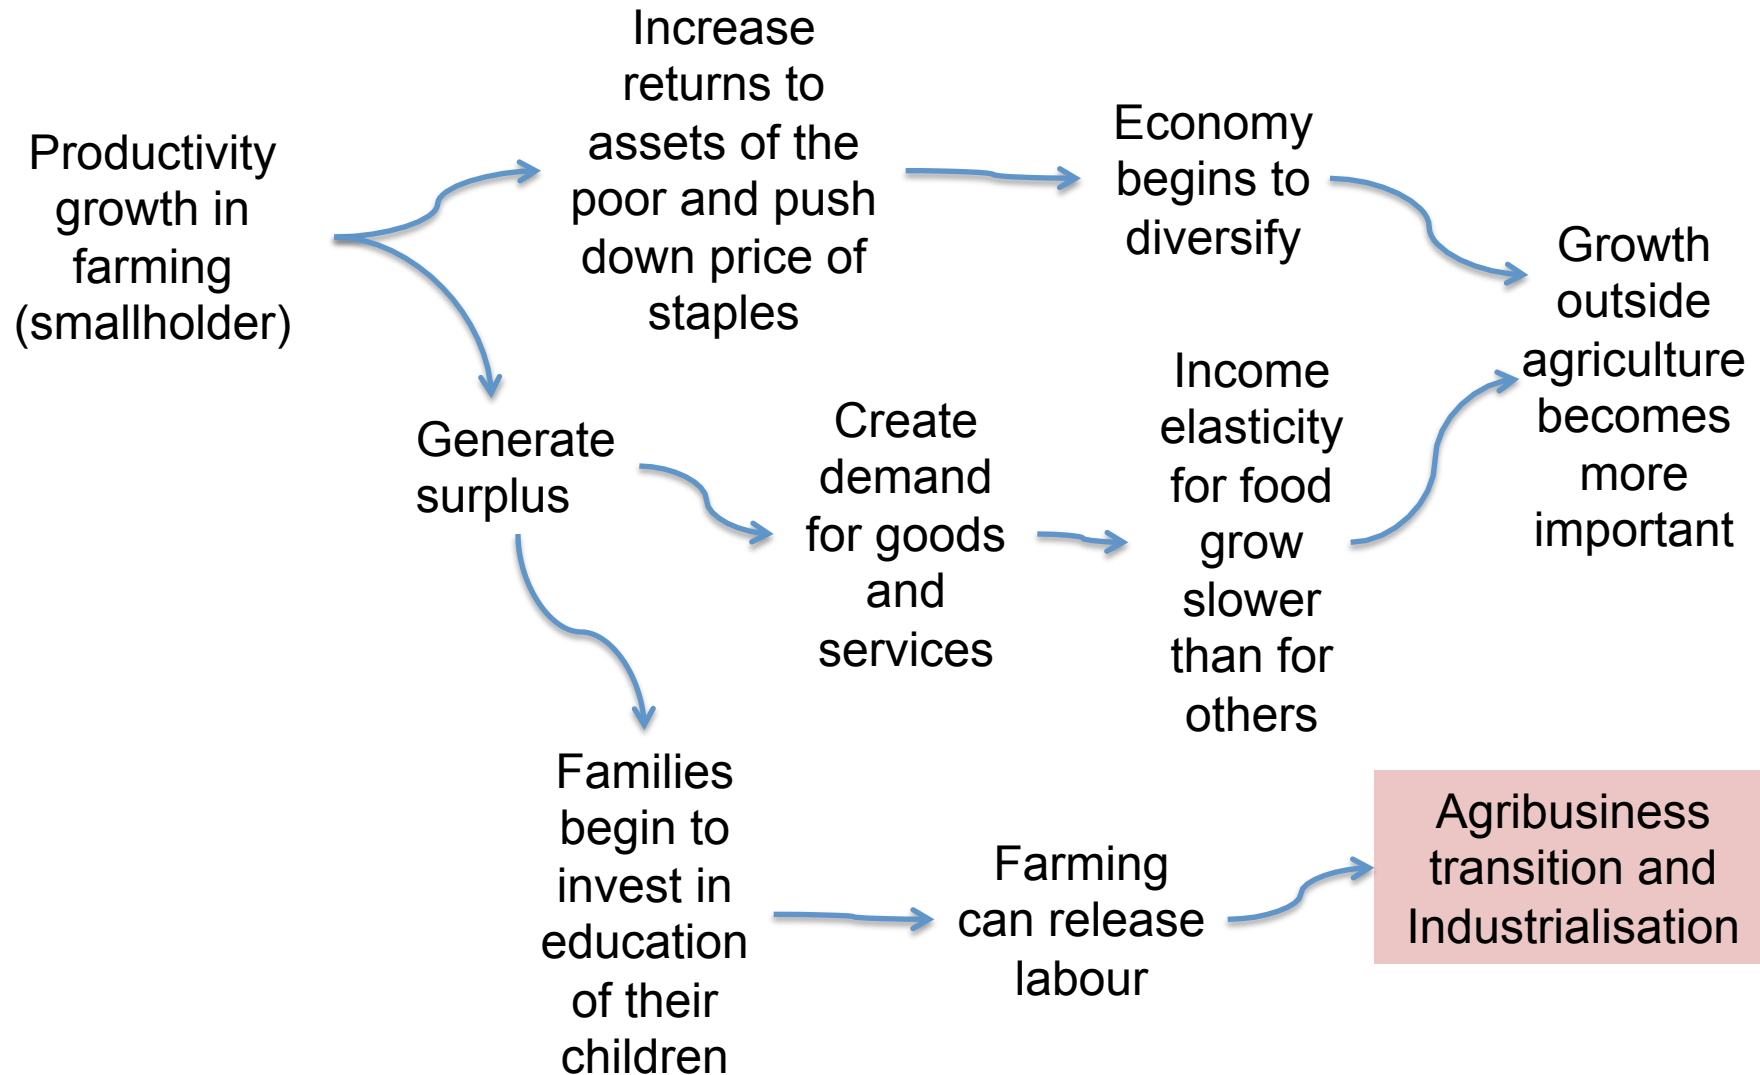 Productivity
growth in
farming
(smallholder)
Increase
returns to
assets of the
poor and push
down price of
staples
Economy
begins to
diversify
Growth
outside
agriculture
becomes
more
important
Generate
surplus
Create
demand
for goods
and
services
Income
elasticity
for food
grow
slower
than for
others
Families
begin to
invest in
education
of their
children
Farming
can release
labour
Agribusiness
transition and
Industrialisation